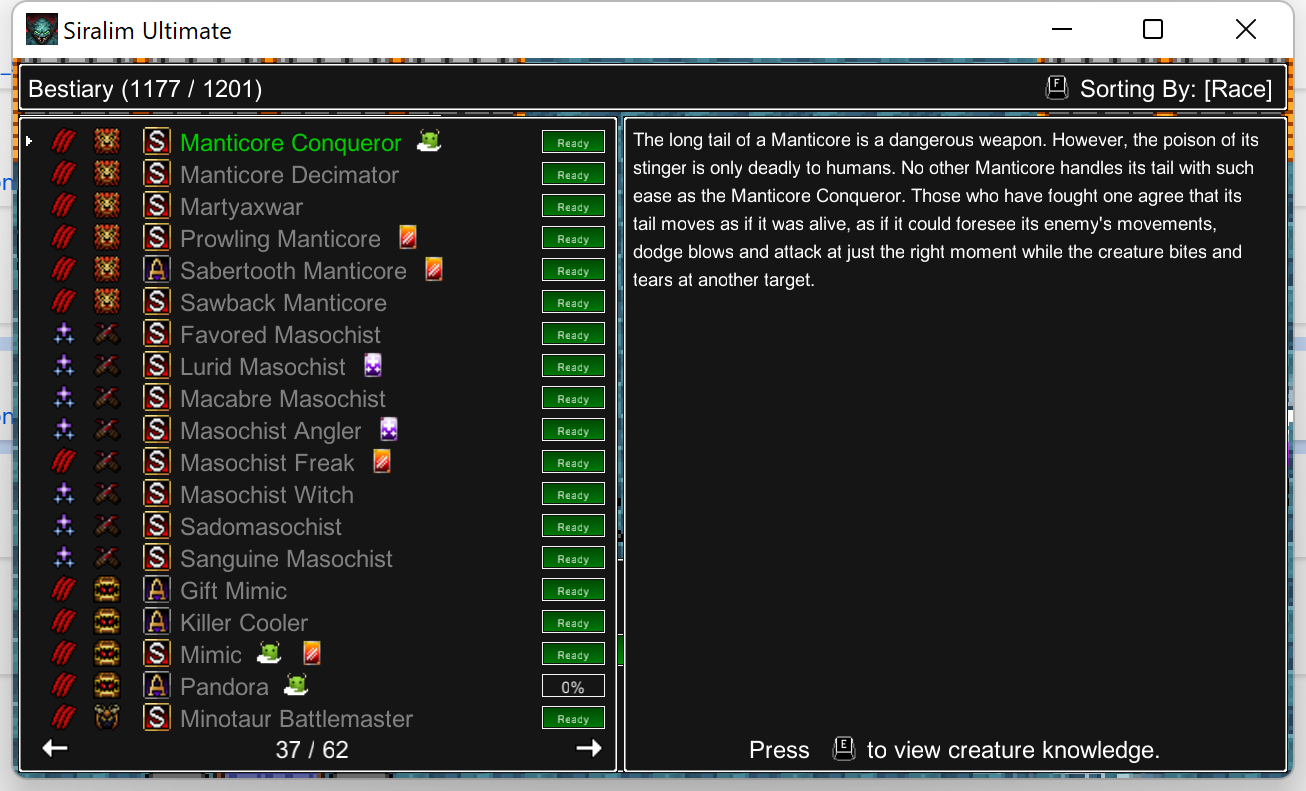 Siralim Ultimate
Bestiary (1177 / 1201)
F Sorting By: [Race]
S Manticore Conqueror Ready
S Manticore Decimator Ready
S Martyaxwar Ready
S Prowling Manticore Ready
A Sabertooth Manticore Ready
S Sawback Manticore Ready
S Favored Masochist Ready
S Lurid Masochist Ready
S Macabre Masochist Ready
S Masochist Angler Ready
S Masochist Freak Ready
S Masochist Witch Ready
S Sadomasochist Ready
S Sanguine Masochist Ready
A Gift Mimic Ready
A Killer Cooler Ready
S Mimic Ready
A Pandora 0%
S Minotaur Battlemaster Ready
37 / 62
The long tail of a Manticore is a dangerous weapon. However, the poison of its
stinger is only deadly to humans. No other Manticore handles its tail with such
ease as the Manticore Conqueror. Those who have fought one agree that its
tail moves as if it was alive, as if it could foresee its enemy's movements,
dodge blows and attack at just the right moment while the creature bites and
tears at another target.
Press E to view creature knowledge.